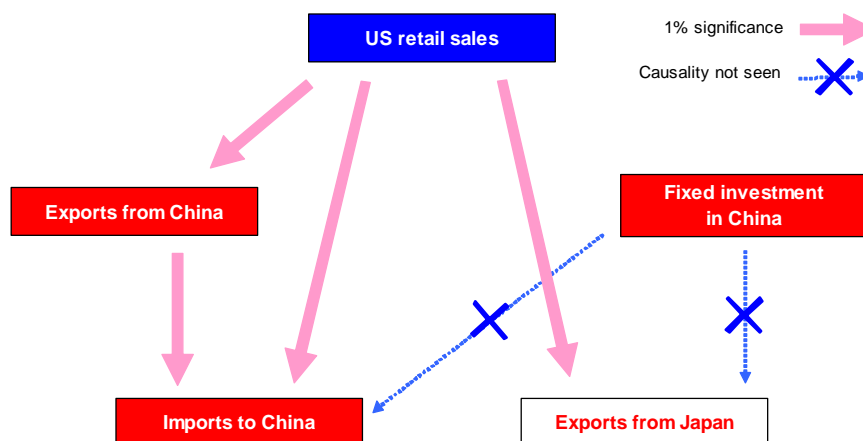 US retail sales
1% significance
Causality not seen
Exports from China
Fixed investment
in China
Imports to China
Exports from Japan